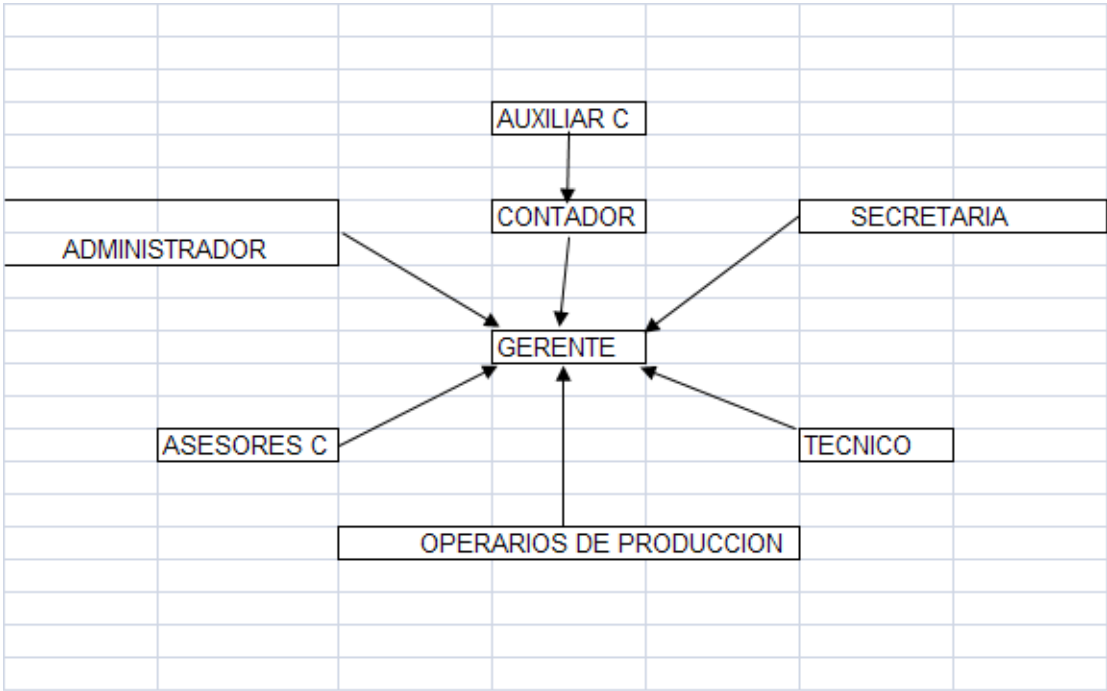 AUXILIAR C
CONTADOR
SECRETARIA
ADMINISTRADOR
GERENTE
ASESORES C
TECNICO
OPERARIOS DE PRODUCCION